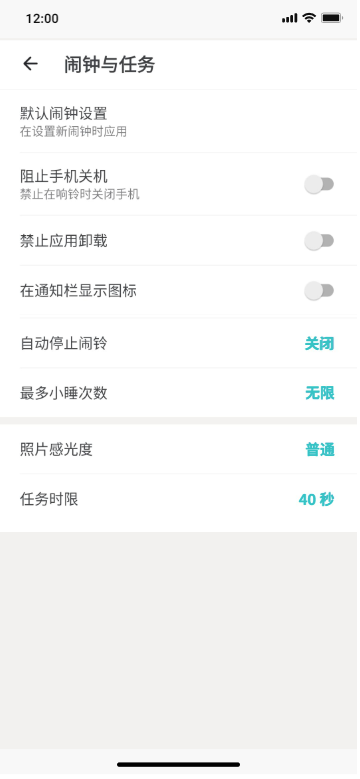 12:00
闹钟与任务
默认闹钟设置
在设置新闹钟时应用
阻止手机关机
禁止在响铃时关闭手机
禁止应用卸载
在通知栏显示图标
自动停止闹铃 关闭
最多小睡次数 无限
照片感光度 普通
任务时限 40 秒